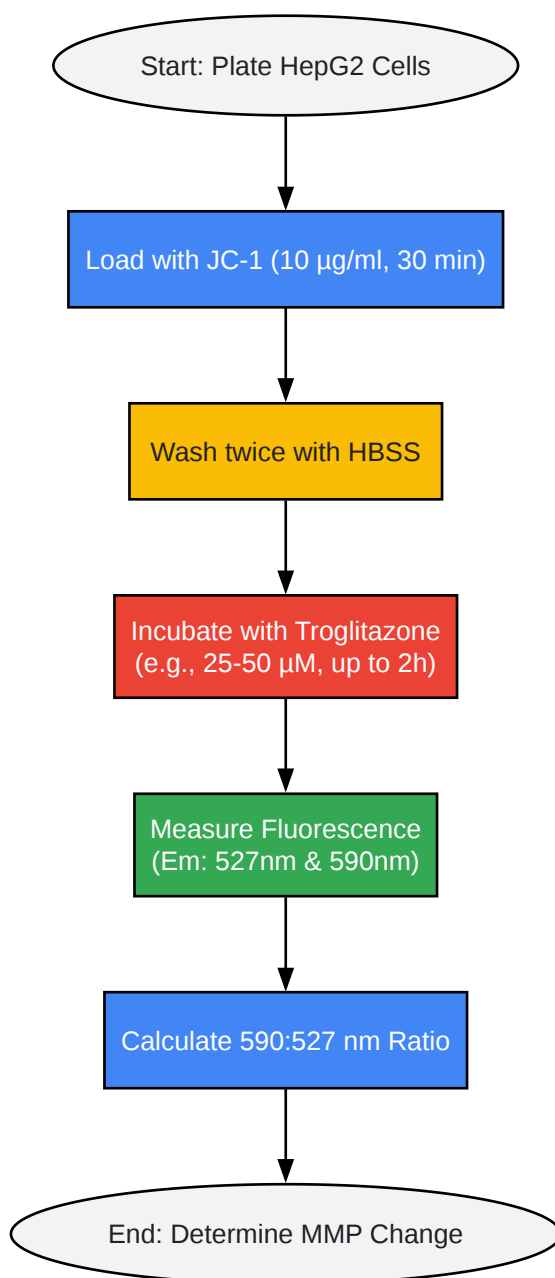 Start: Plate HepG2 Cells
Load with JC-1 (10 µg/ml, 30 min)
Wash twice with HBSS
Incubate with Troglitazone
(e.g., 25-50 µM, up to 2h)
Measure Fluorescence
(Em: 527nm & 590nm)
Calculate 590:527 nm Ratio
End: Determine MMP Change